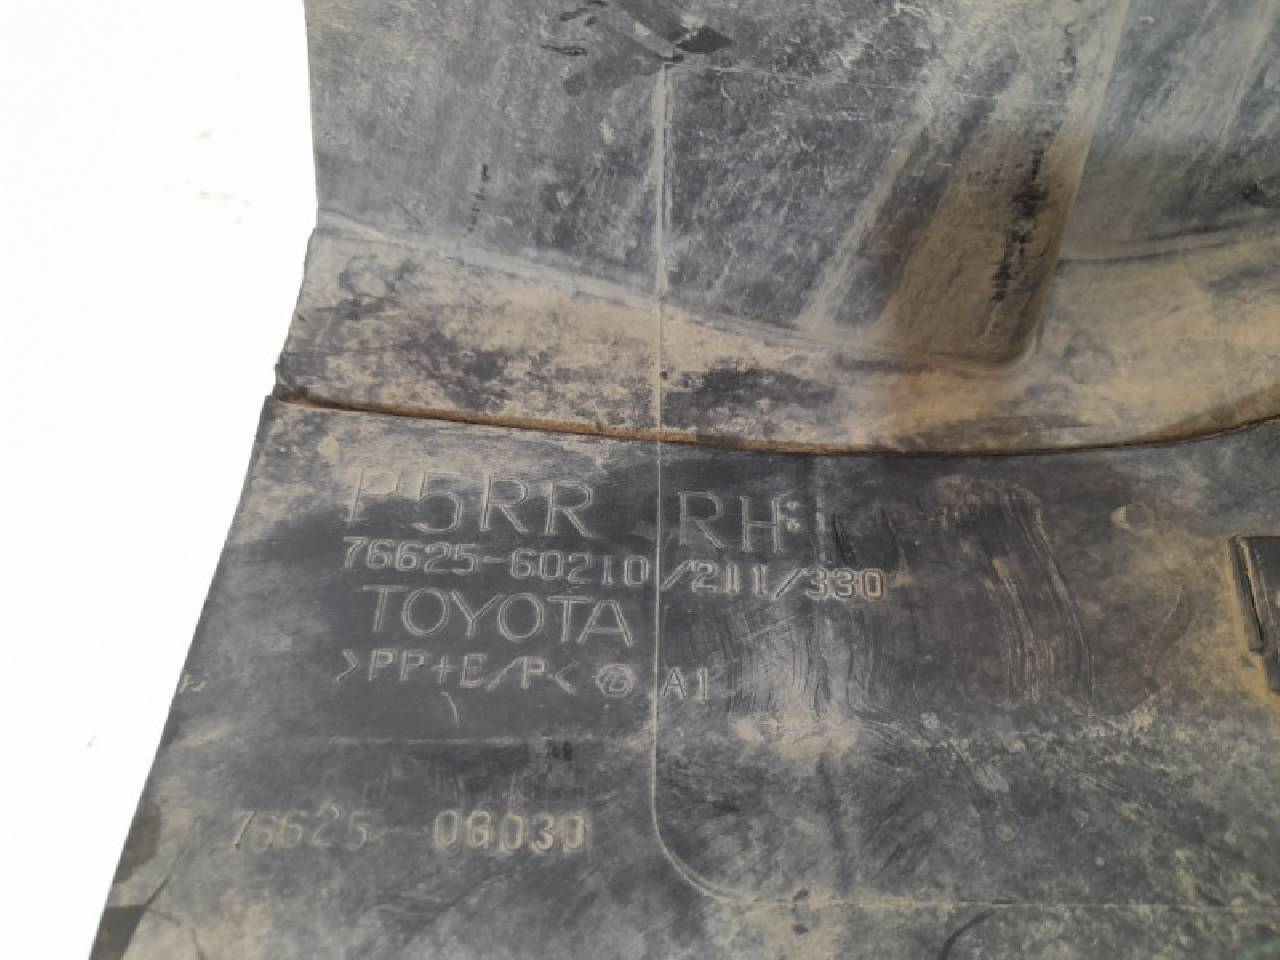 P5RR RH
76625-60210/211/330
TOYOTA
>PP+E/P< A1
76625-0G030